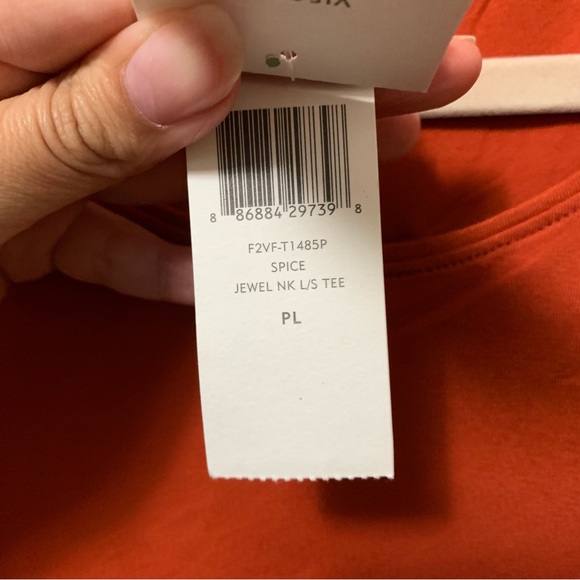 8 86884 29739 8
F2VF-T1485P
SPICE
JEWEL NK L/S TEE
PL